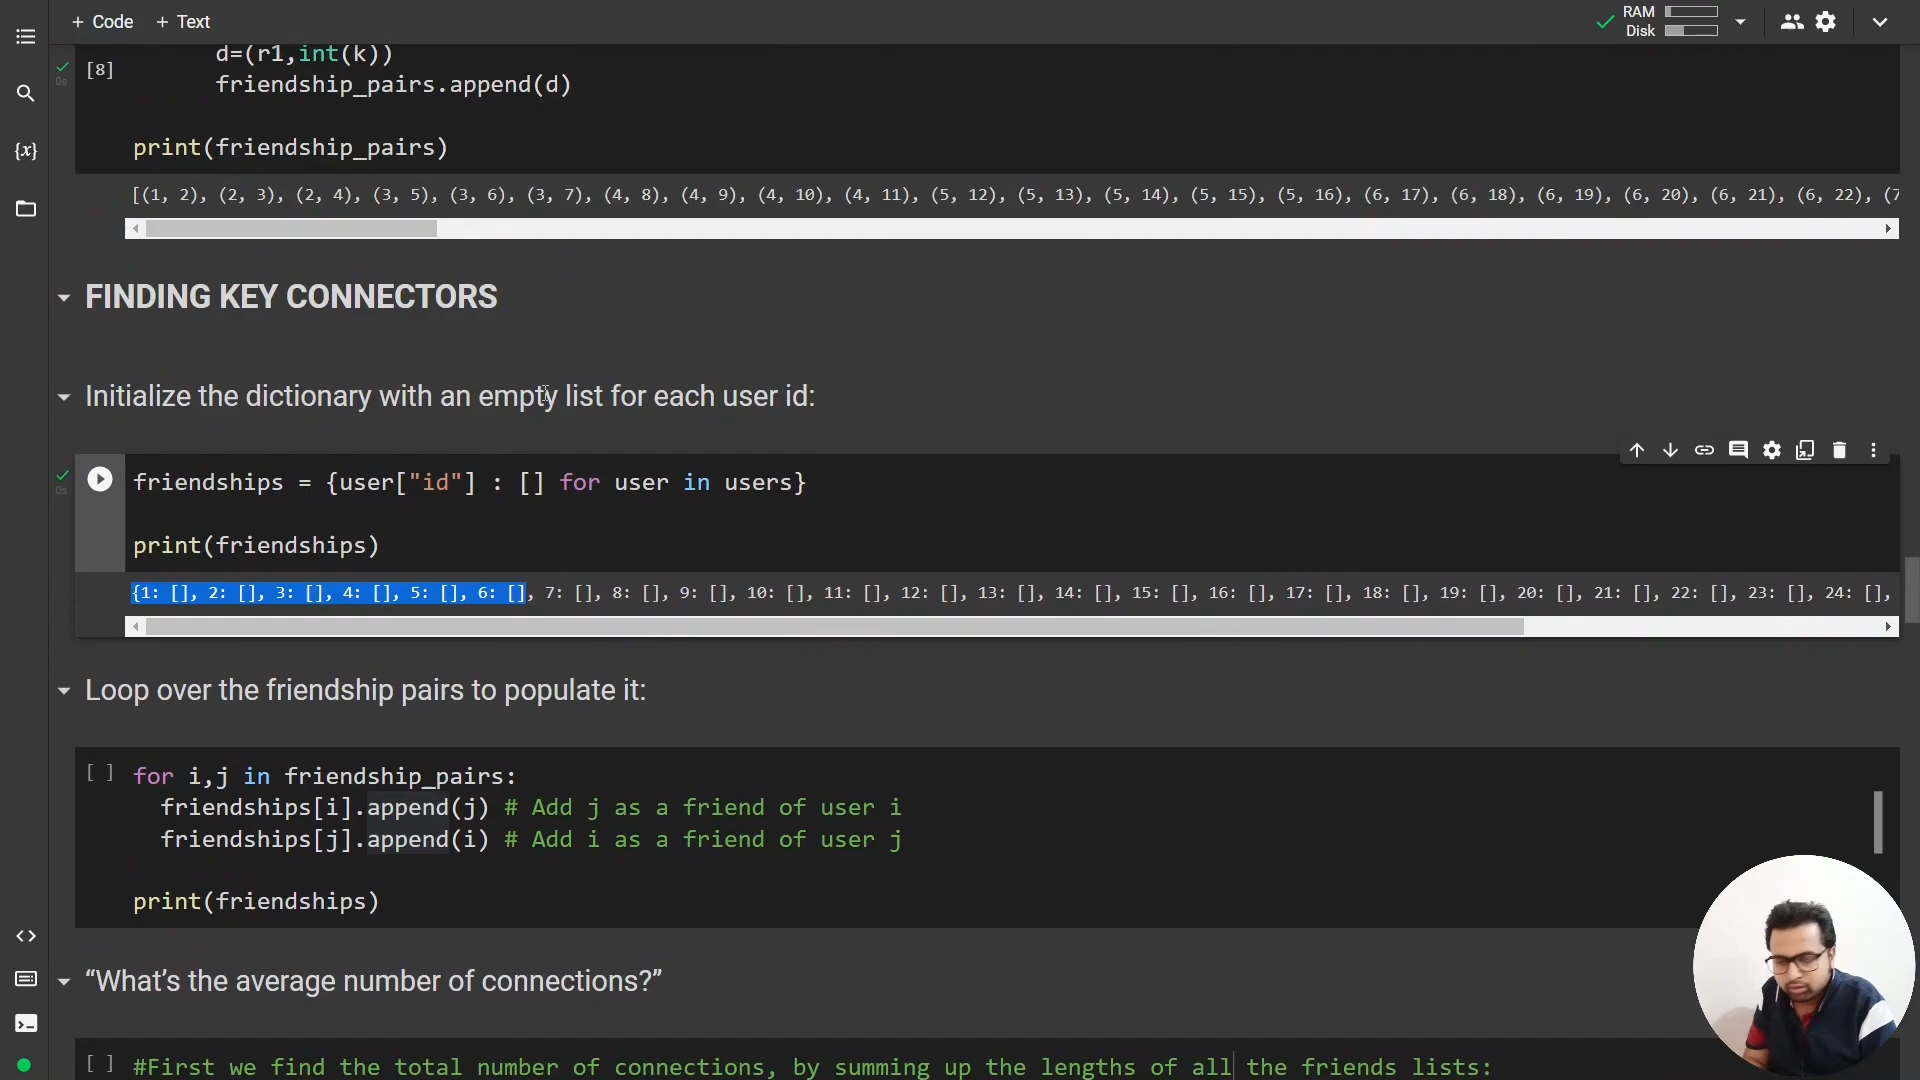 + Code + Text
RAM
Disk
d=(r1,int(k))
[8]
friendship_pairs.append(d)
0s
{x}
print(friendship_pairs)
[(1, 2), (2, 3), (2, 4), (3, 5), (3, 6), (3, 7), (4, 8), (4, 9), (4, 10), (4, 11), (5, 12), (5, 13), (5, 14), (5, 15), (5, 16), (6, 17), (6, 18), (6, 19), (6, 20), (6, 21), (6, 22), (7
FINDING KEY CONNECTORS
Initialize the dictionary with an empty list for each user id:
friendships = {user["id"] : [] for user in users}
0s
print(friendships)
{1: [], 2: [], 3: [], 4: [], 5: [], 6: [], 7: [], 8: [], 9: [], 10: [], 11: [], 12: [], 13: [], 14: [], 15: [], 16: [], 17: [], 18: [], 19: [], 20: [], 21: [], 22: [], 23: [], 24: [],
Loop over the friendship pairs to populate it:
[ ] for i,j in friendship_pairs:
friendships[i].append(j) # Add j as a friend of user i
friendships[j].append(i) # Add i as a friend of user j
print(friendships)
“What’s the average number of connections?”
[ ] #First we find the total number of connections, by summing up the lengths of all the friends lists: